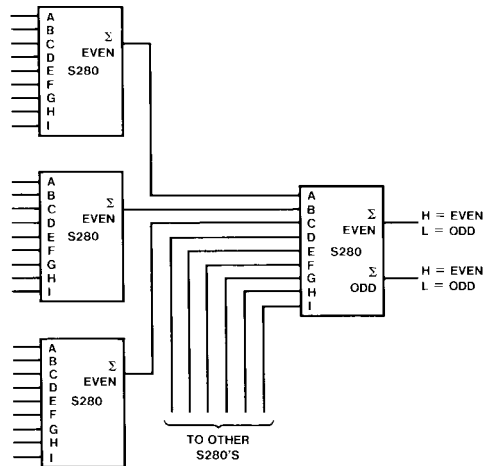 A
B
C
D
E
F
G
H
I
Σ
EVEN
S280
A
B
C
D
E
F
G
H
I
Σ
EVEN
S280
A
B
C
D
E
F
G
H
I
Σ
EVEN
S280
A
B
C
D
E
F
G
H
I
Σ
EVEN
S280
Σ
ODD
H = EVEN
L = ODD
H = EVEN
L = ODD
TO OTHER
S280'S